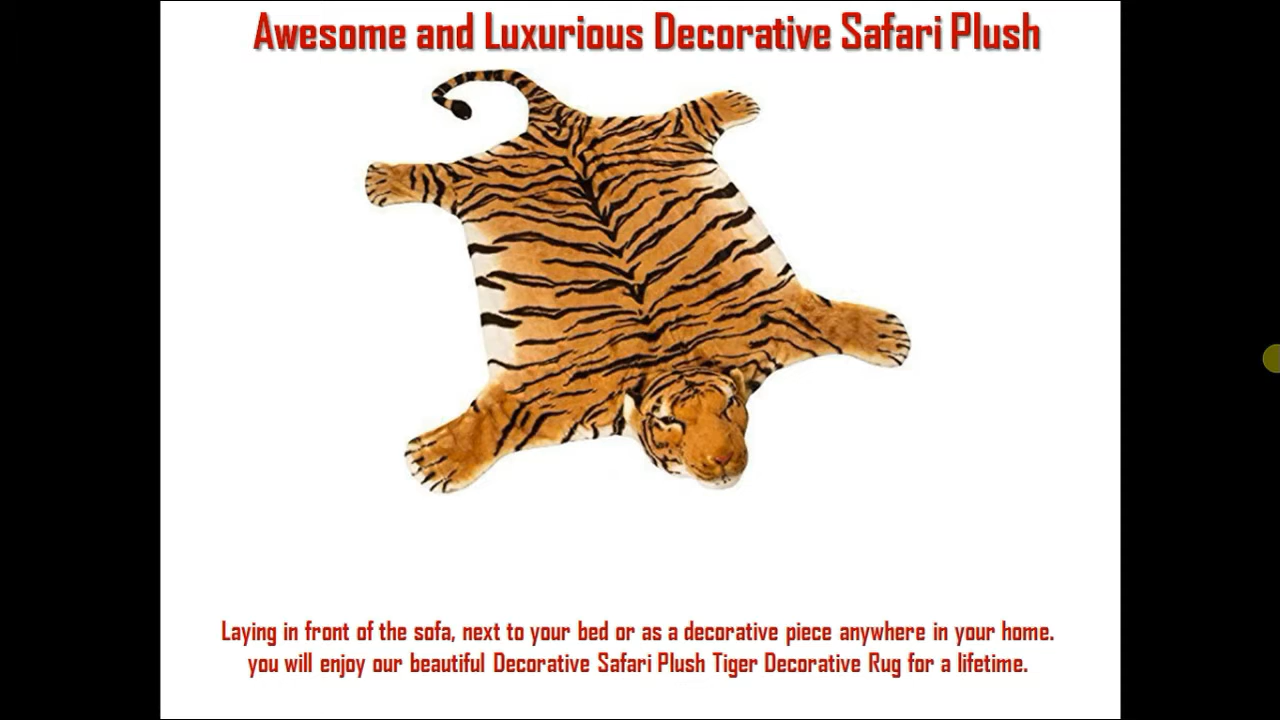 Awesome and Luxurious Decorative Safari Plush
Laying in front of the sofa, next to your bed or as a decorative piece anywhere in your home.
you will enjoy our beautiful Decorative Safari Plush Tiger Decorative Rug for a lifetime.